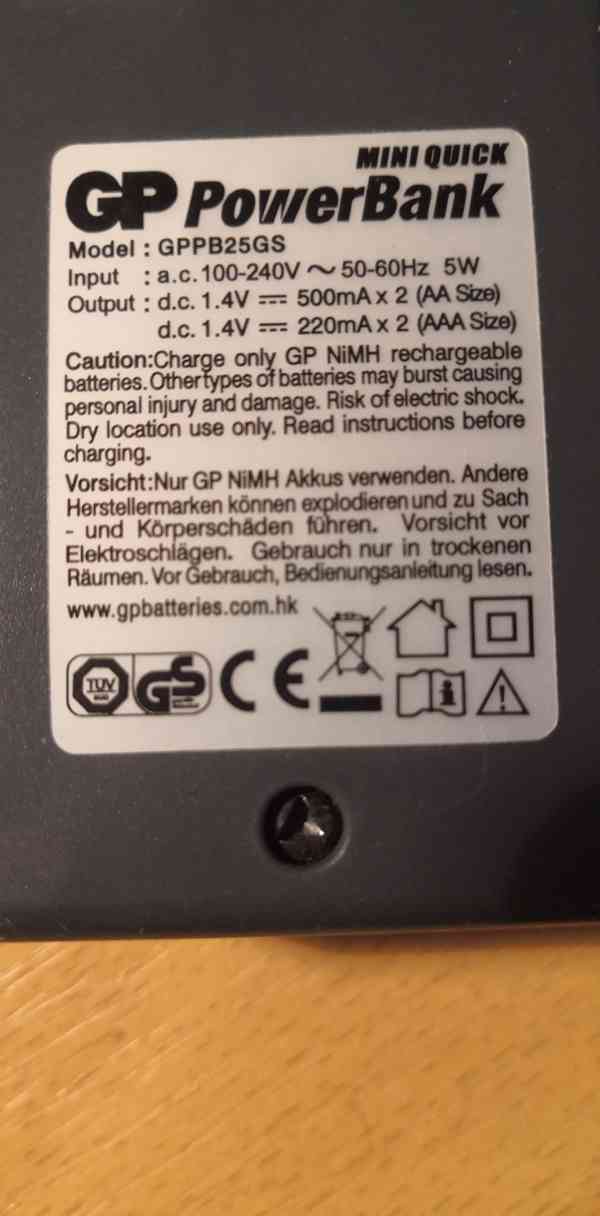 MINI QUICK
GP PowerBank
Model : GPPB25GS
Input : a.c. 100-240V ~ 50-60Hz 5W
Output : d.c. 1.4V ⎓ 500mA x 2 (AA Size)
d.c. 1.4V ⎓ 220mA x 2 (AAA Size)
Caution:Charge only GP NiMH rechargeable
batteries. Other types of batteries may burst causing
personal injury and damage. Risk of electric shock.
Dry location use only. Read instructions before
charging.
Vorsicht:Nur GP NiMH Akkus verwenden. Andere
Herstellermarken können explodieren und zu Sach
- und Körperschäden führen. Vorsicht vor
Elektroschlägen. Gebrauch nur in trockenen
Räumen. Vor Gebrauch, Bedienungsanleitung lesen.
www.gpbatteries.com.hk
TÜV GS CE